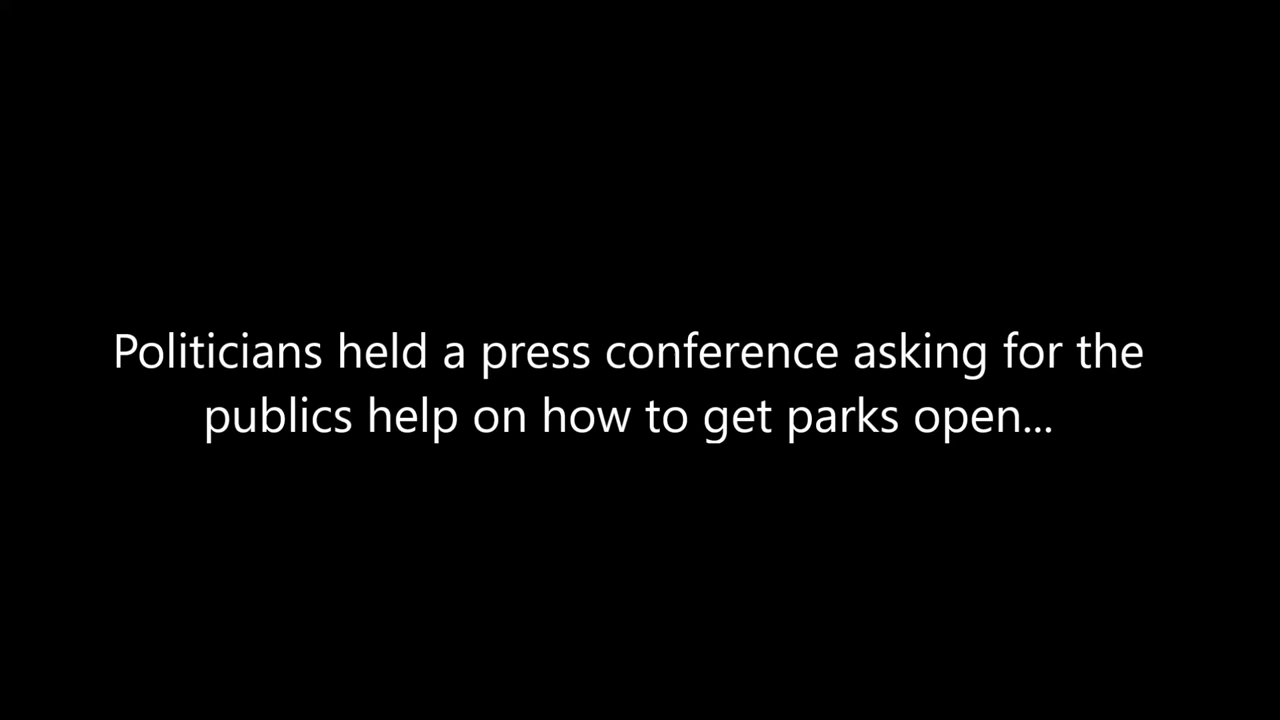 Politicians held a press conference asking for the
publics help on how to get parks open...